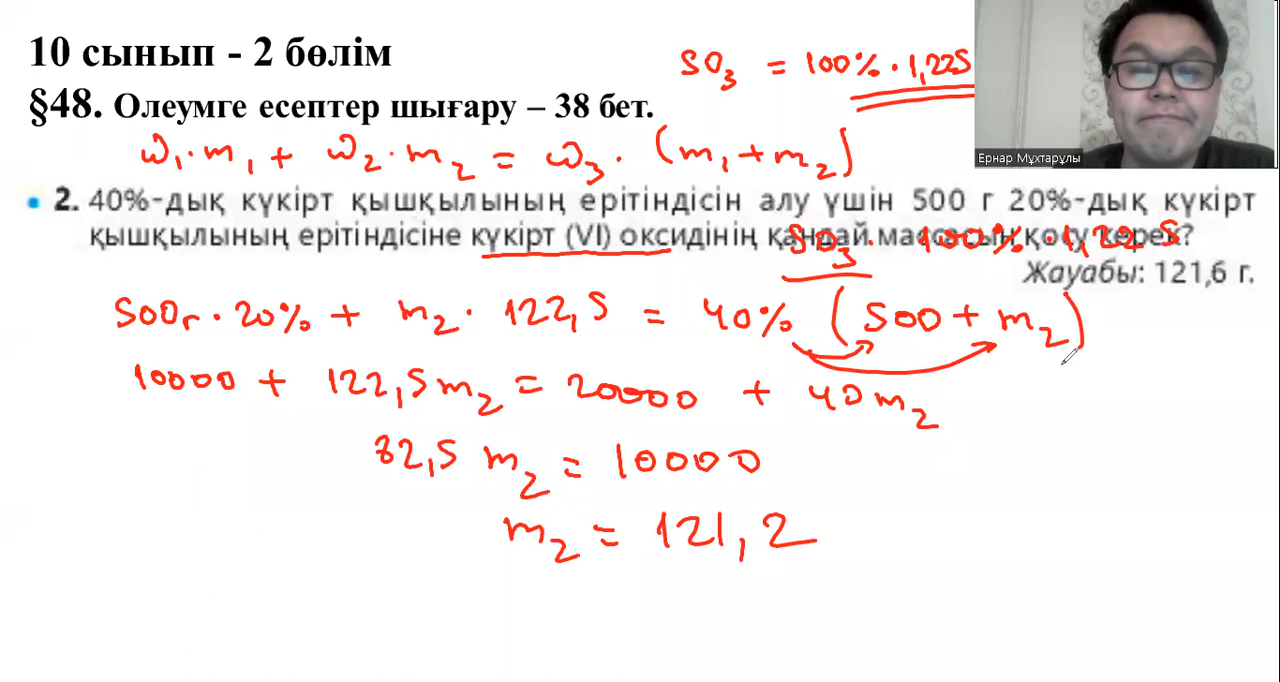 10 сынып - 2 бөлім
SO3 = 100% · 1,225
§48. Олеумге есептер шығару – 38 бет.
Ернар Мұхтарұлы
ω1·m1 + ω2·m2 = ω3·(m1+m2)
• 2. 40%-дық күкірт қышқылының ерітіндісін алу үшін 500 г 20%-дық күкірт
қышқылының ерітіндісіне күкірт (VI) оксидінің қандай массасын қосу керек?
SO3 · 100% · 1,225
Жауабы: 121,6 г.
500г · 20% + m2 · 122,5 = 40% (500 + m2)
10000 + 122,5m2 = 20000 + 40m2
82,5 m2 = 10000
m2 = 121,2